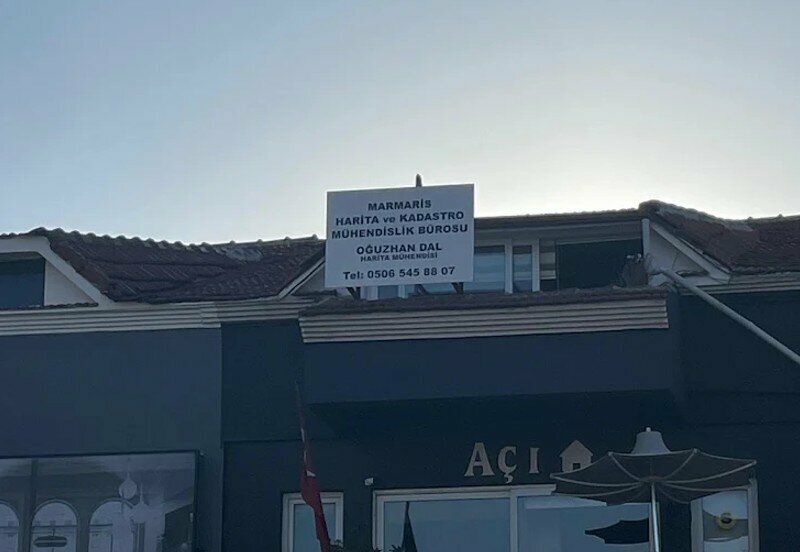 MARMARİS
HARİTA ve KADASTRO
MÜHENDİSLİK BÜROSU
OĞUZHAN DAL
HARİTA MÜHENDİSİ
Tel: 0506 545 88 07
AÇI